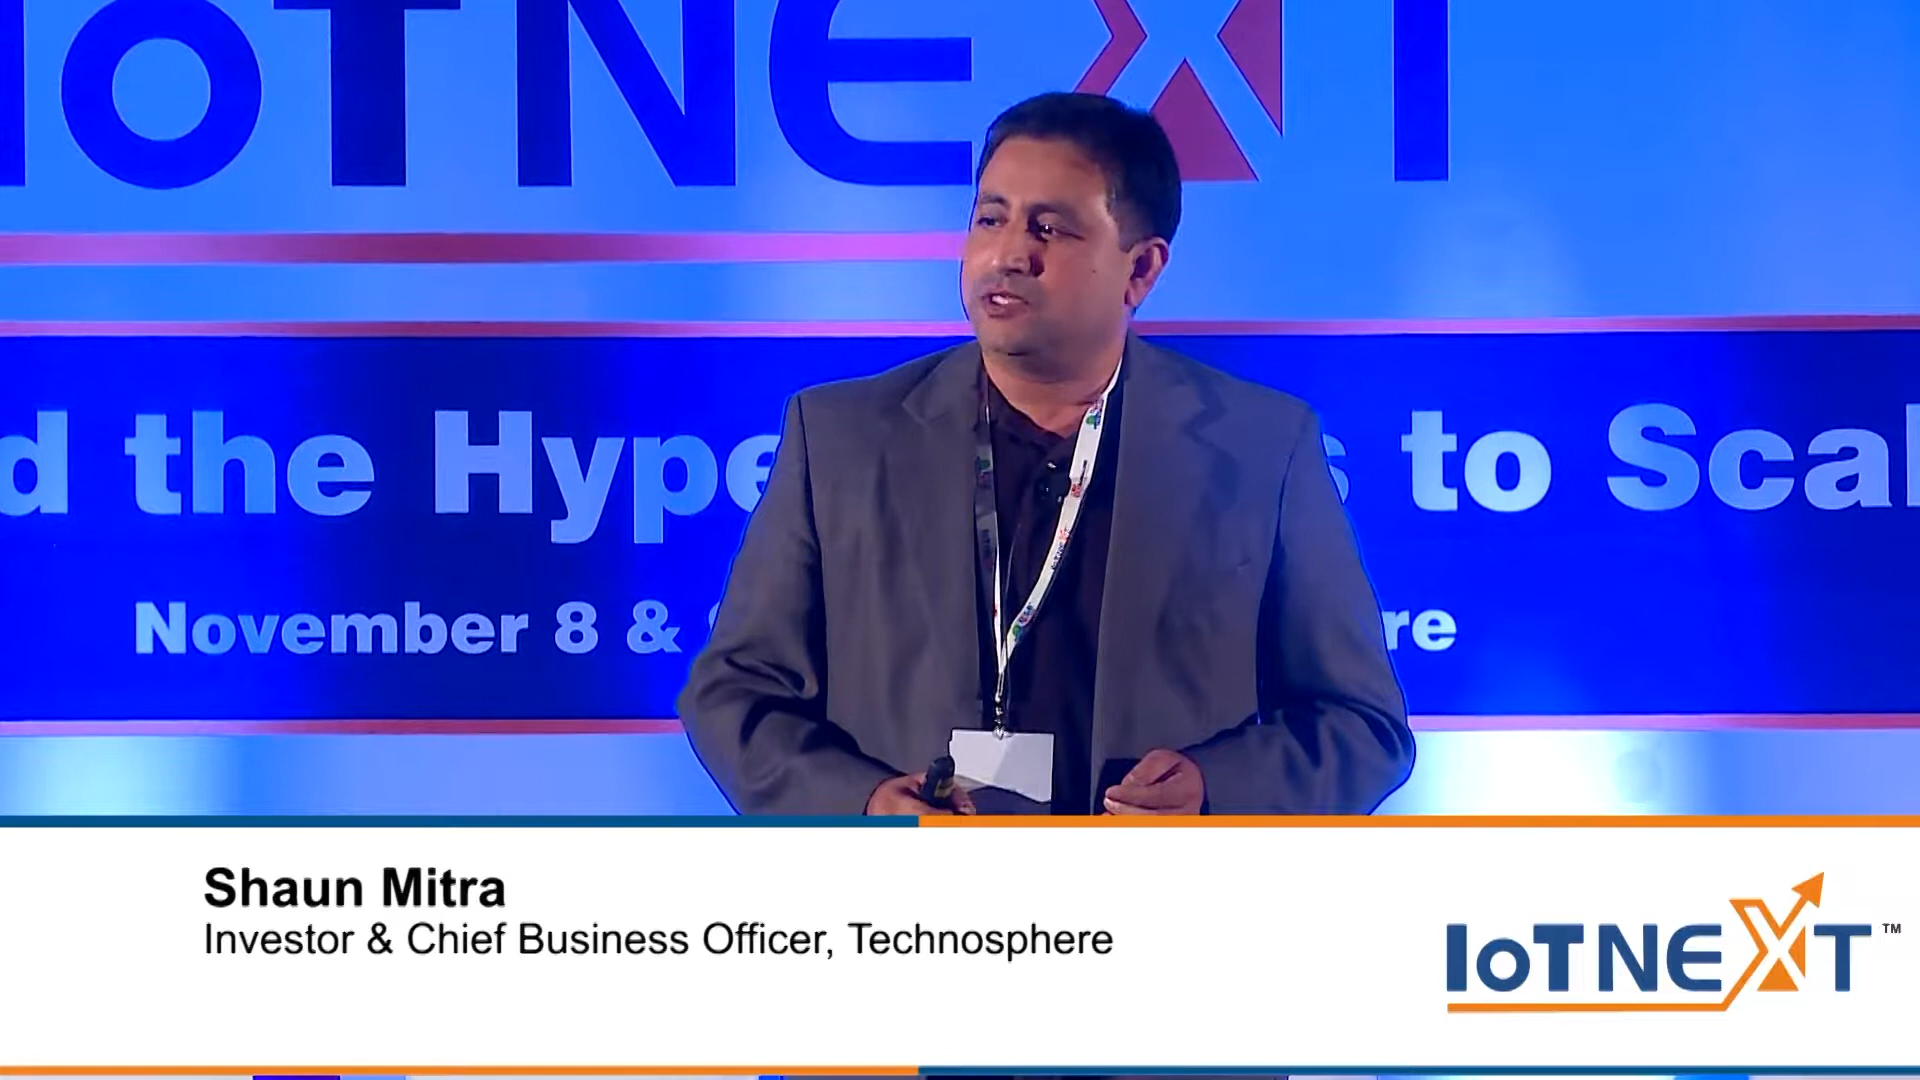 IoTNEXT
d the Hype s to Scal
November 8 & re
Shaun Mitra
Investor & Chief Business Officer, Technosphere
IoTNEXT™